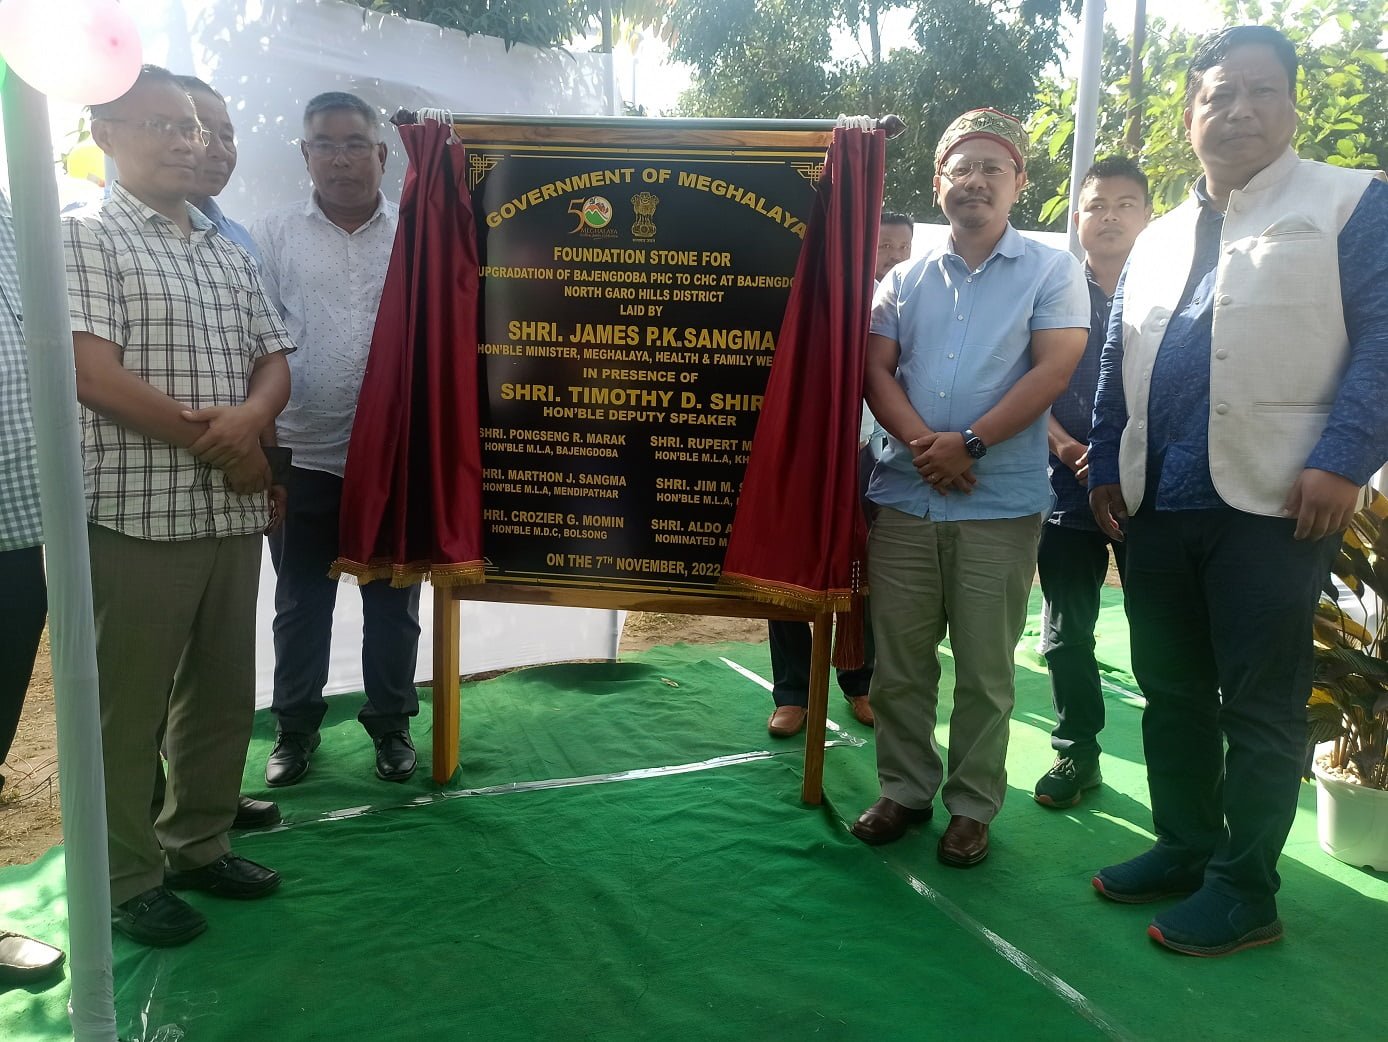 GOVERNMENT OF MEGHALAYA
50
MEGHALAYA
FOUNDATION STONE FOR
UPGRADATION OF BAJENGDOBA PHC TO CHC AT BAJENGDO
NORTH GARO HILLS DISTRICT
LAID BY
SHRI. JAMES P.K.SANGMA
HON'BLE MINISTER, MEGHALAYA, HEALTH & FAMILY WE
IN PRESENCE OF
SHRI. TIMOTHY D. SHIR
HON'BLE DEPUTY SPEAKER
SHRI. PONGSENG R. MARAK
HON'BLE M.L.A, BAJENGDOBA
SHRI. RUPERT M
HON'BLE M.L.A, KH
HRI. MARTHON J. SANGMA
HON'BLE M.L.A, MENDIPATHAR
SHRI. JIM M. S
HON'BLE M.L.A,
HRI. CROZIER G. MOMIN
HON'BLE M.D.C, BOLSONG
SHRI. ALDO A
NOMINATED M
ON THE 7TH NOVEMBER, 2022